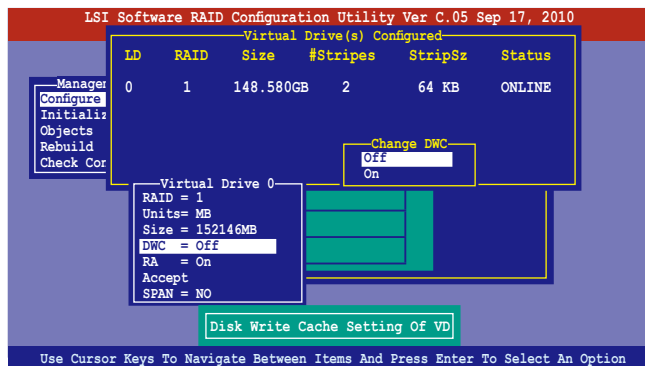 LSI Software RAID Configuration Utility Ver C.05 Sep 17, 2010
Virtual Drive(s) Configured
LD RAID Size #Stripes StripSz Status
0 1 148.580GB 2 64 KB ONLINE
Manager
Configure
Initializ
Objects
Rebuild
Check Con
Change DWC
Off
On
Virtual Drive 0
RAID = 1
Units= MB
Size = 152146MB
DWC = Off
RA = On
Accept
SPAN = NO
Disk Write Cache Setting Of VD
Use Cursor Keys To Navigate Between Items And Press Enter To Select An Option